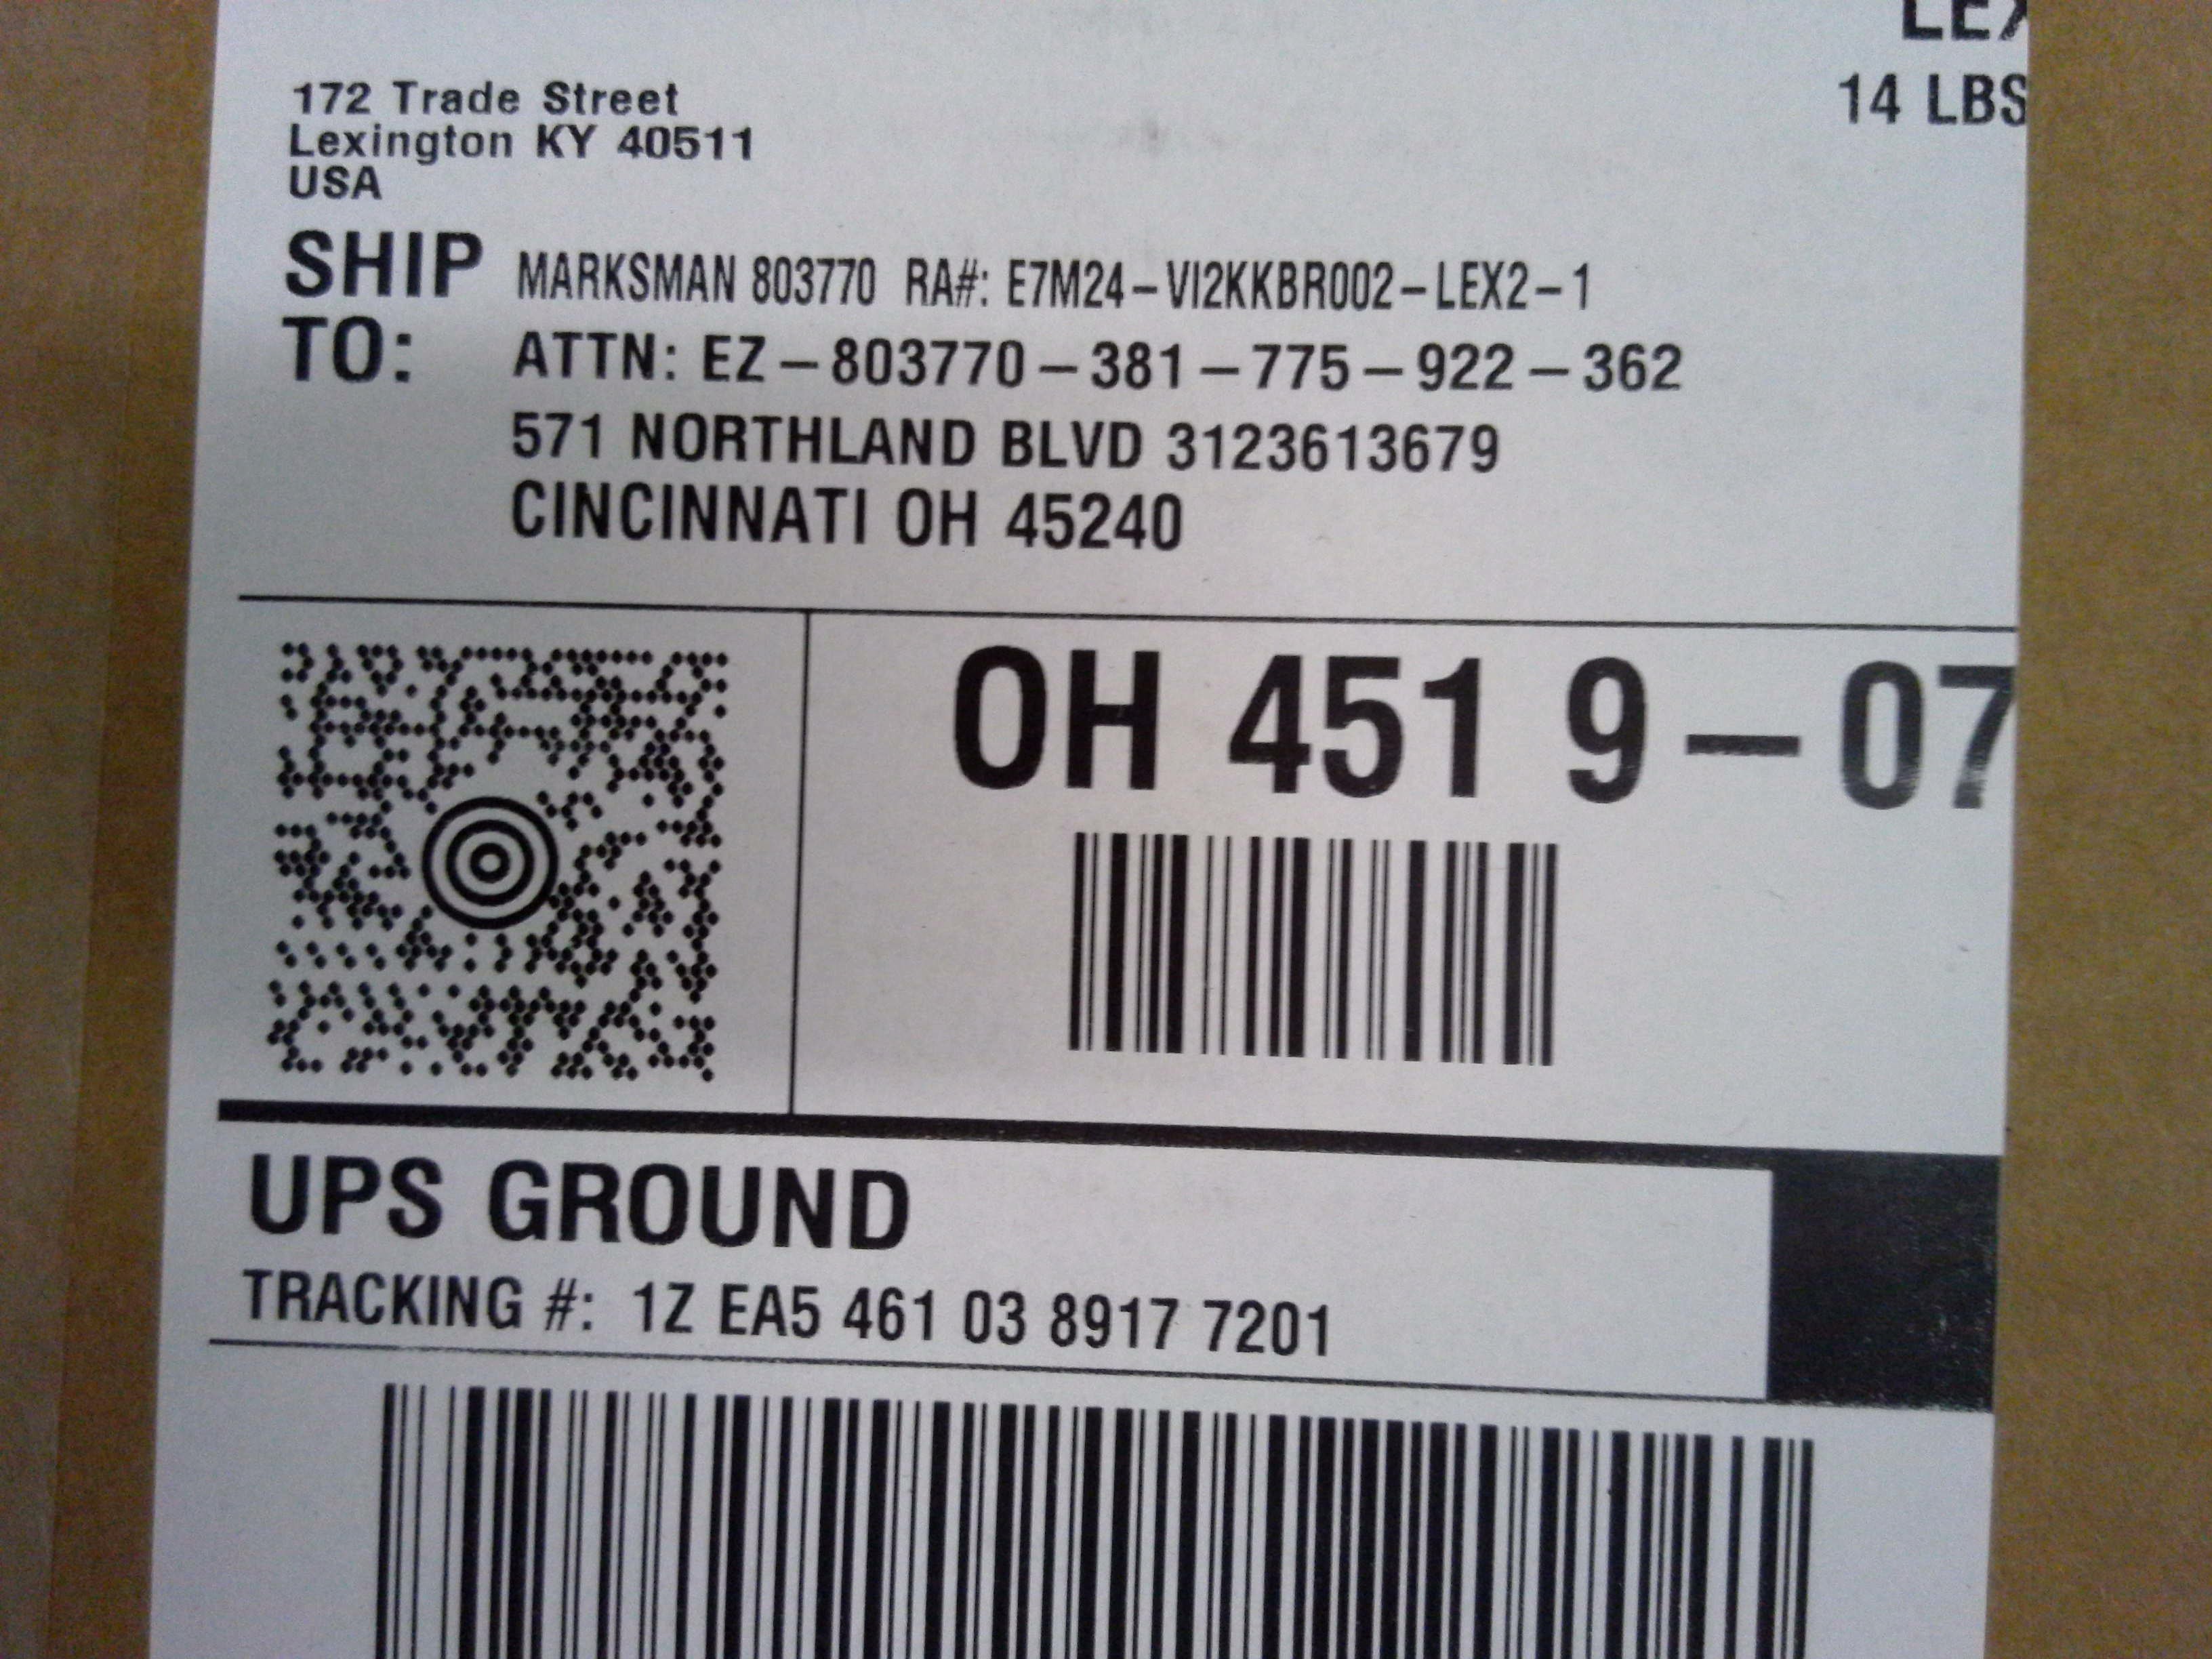 14 LBS
172 Trade Street
Lexington KY 40511
USA
SHIP TO:
MARKSMAN 803770 RA#: E7M24-VI2KKBR002-LEX2-1
ATTN: EZ-803770-381-775-922-362
571 NORTHLAND BLVD 3123613679
CINCINNATI OH 45240
OH 451 9-07
UPS GROUND
TRACKING #: 1Z EA5 461 03 8917 7201